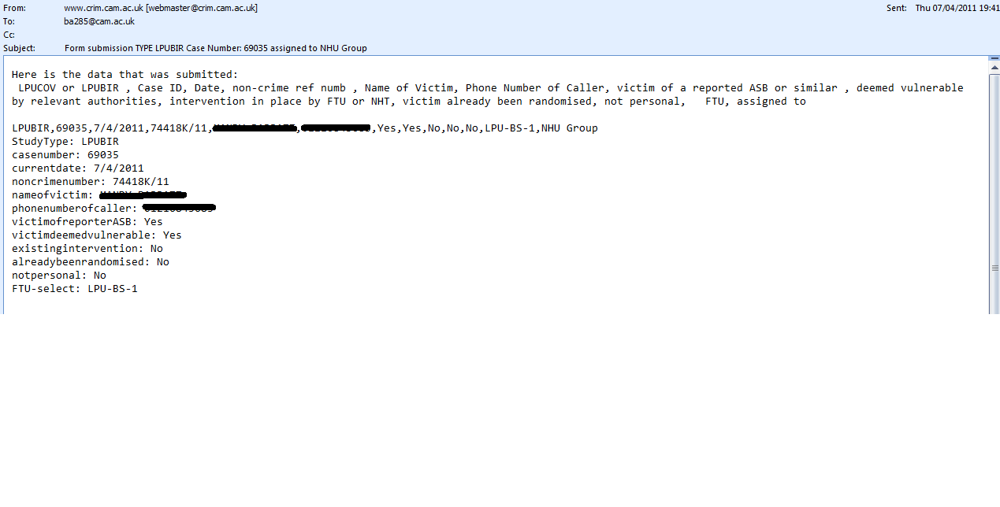 From: www.crim.cam.ac.uk [webmaster@crim.cam.ac.uk] Sent: Thu 07/04/2011 19:41
To: ba285@cam.ac.uk
Cc:
Subject: Form submission TYPE LPUBIR Case Number: 69035 assigned to NHU Group
Here is the data that was submitted:
LPUCOV or LPUBIR , Case ID, Date, non-crime ref numb , Name of Victim, Phone Number of Caller, victim of a reported ASB or similar , deemed vulnerable
by relevant authorities, intervention in place by FTU or NHT, victim already been randomised, not personal, FTU, assigned to
LPUBIR,69035,7/4/2011,74418K/11, , ,Yes,Yes,No,No,No,LPU-BS-1,NHU Group
StudyType: LPUBIR
casenumber: 69035
currentdate: 7/4/2011
noncrimenumber: 74418K/11
nameofvictim:
phonenumberofcaller:
victimofreporterASB: Yes
victimdeemedvulnerable: Yes
existingintervention: No
alreadybeenrandomised: No
notpersonal: No
FTU-select: LPU-BS-1